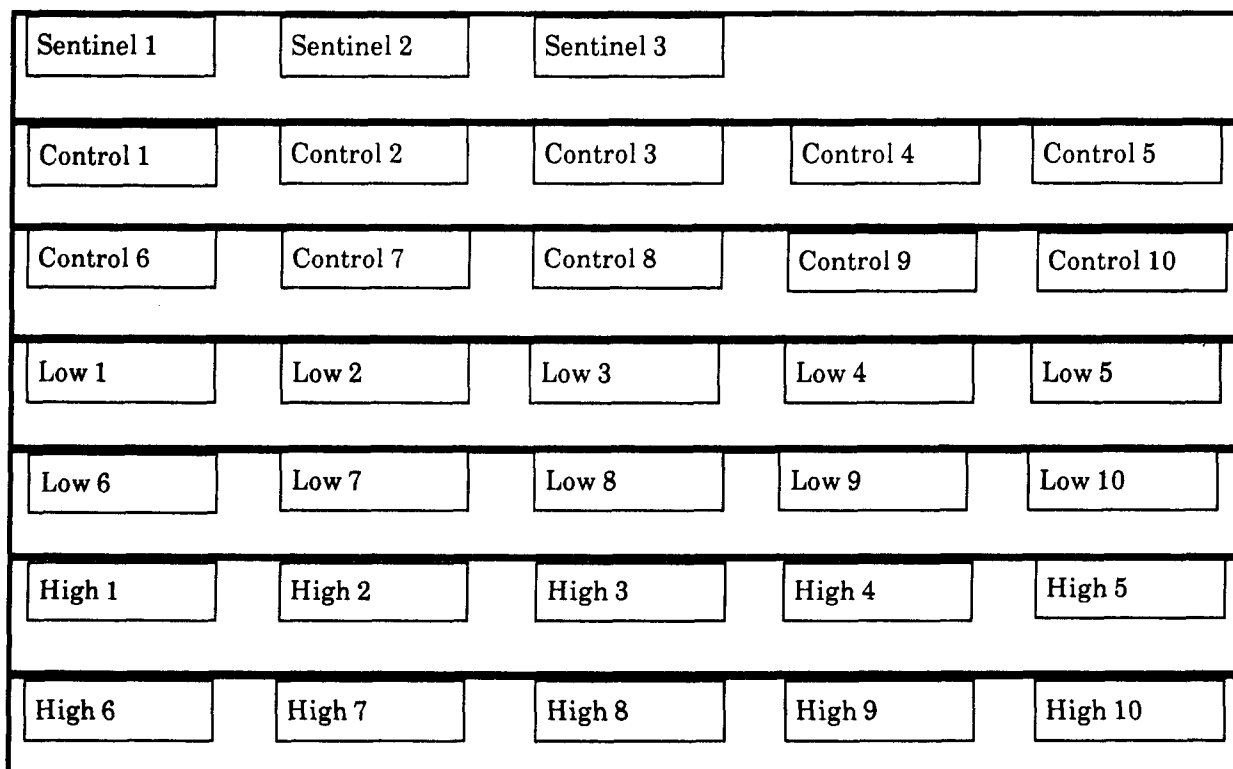 Sentinel 1 Sentinel 2 Sentinel 3
Control 1 Control 2 Control 3 Control 4 Control 5
Control 6 Control 7 Control 8 Control 9 Control 10
Low 1 Low 2 Low 3 Low 4 Low 5
Low 6 Low 7 Low 8 Low 9 Low 10
High 1 High 2 High 3 High 4 High 5
High 6 High 7 High 8 High 9 High 10